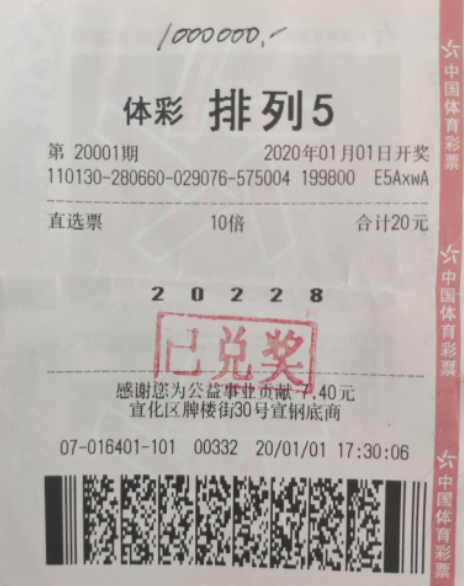 1000000,-
体彩 排列5
第 20001期 2020年01月01日开奖
110130-280660-029076-575004 199800 E5AxwA
直选票 10倍 合计20元
2 0 2 2 8
已兑奖
感谢您为公益事业贡献 7.40元
宣化区牌楼街30号宣钢底商
07-016401-101 00332 20/01/01 17:30:06
中国体育彩票
中国体育彩票
中国体育彩票